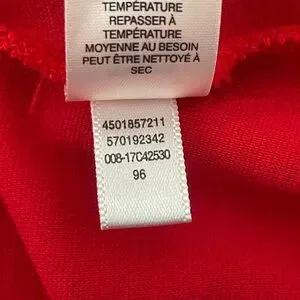 TEMPÉRATURE
REPASSER À
TEMPÉRATURE
MOYENNE AU BESOIN
PEUT ÊTRE NETTOYÉ À
SEC
4501857211
570192342
008-17C42530
96